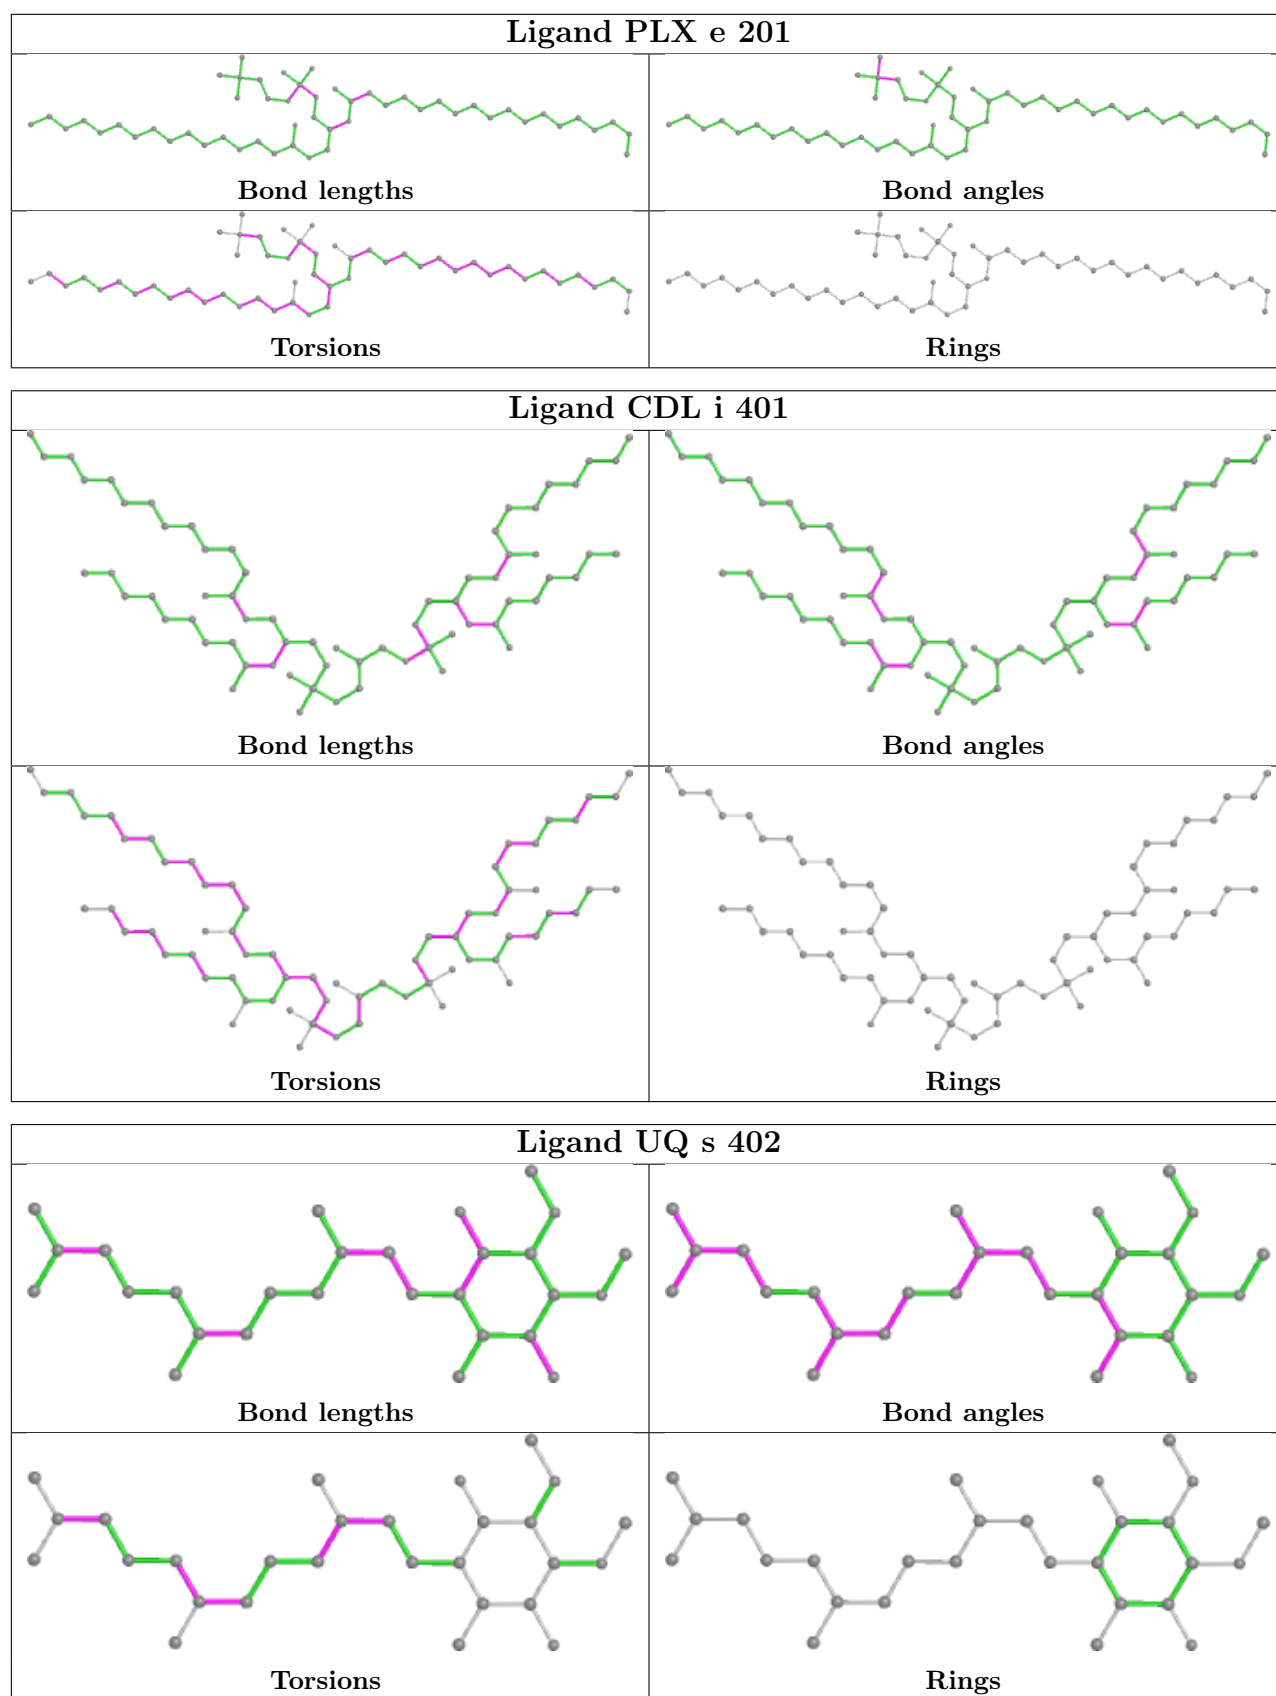 Ligand PLX e 201
Bond lengths
Bond angles
Torsions
Rings
Ligand CDL i 401
Bond lengths
Bond angles
Torsions
Rings
Ligand UQ s 402
Bond lengths
Bond angles
Torsions
Rings